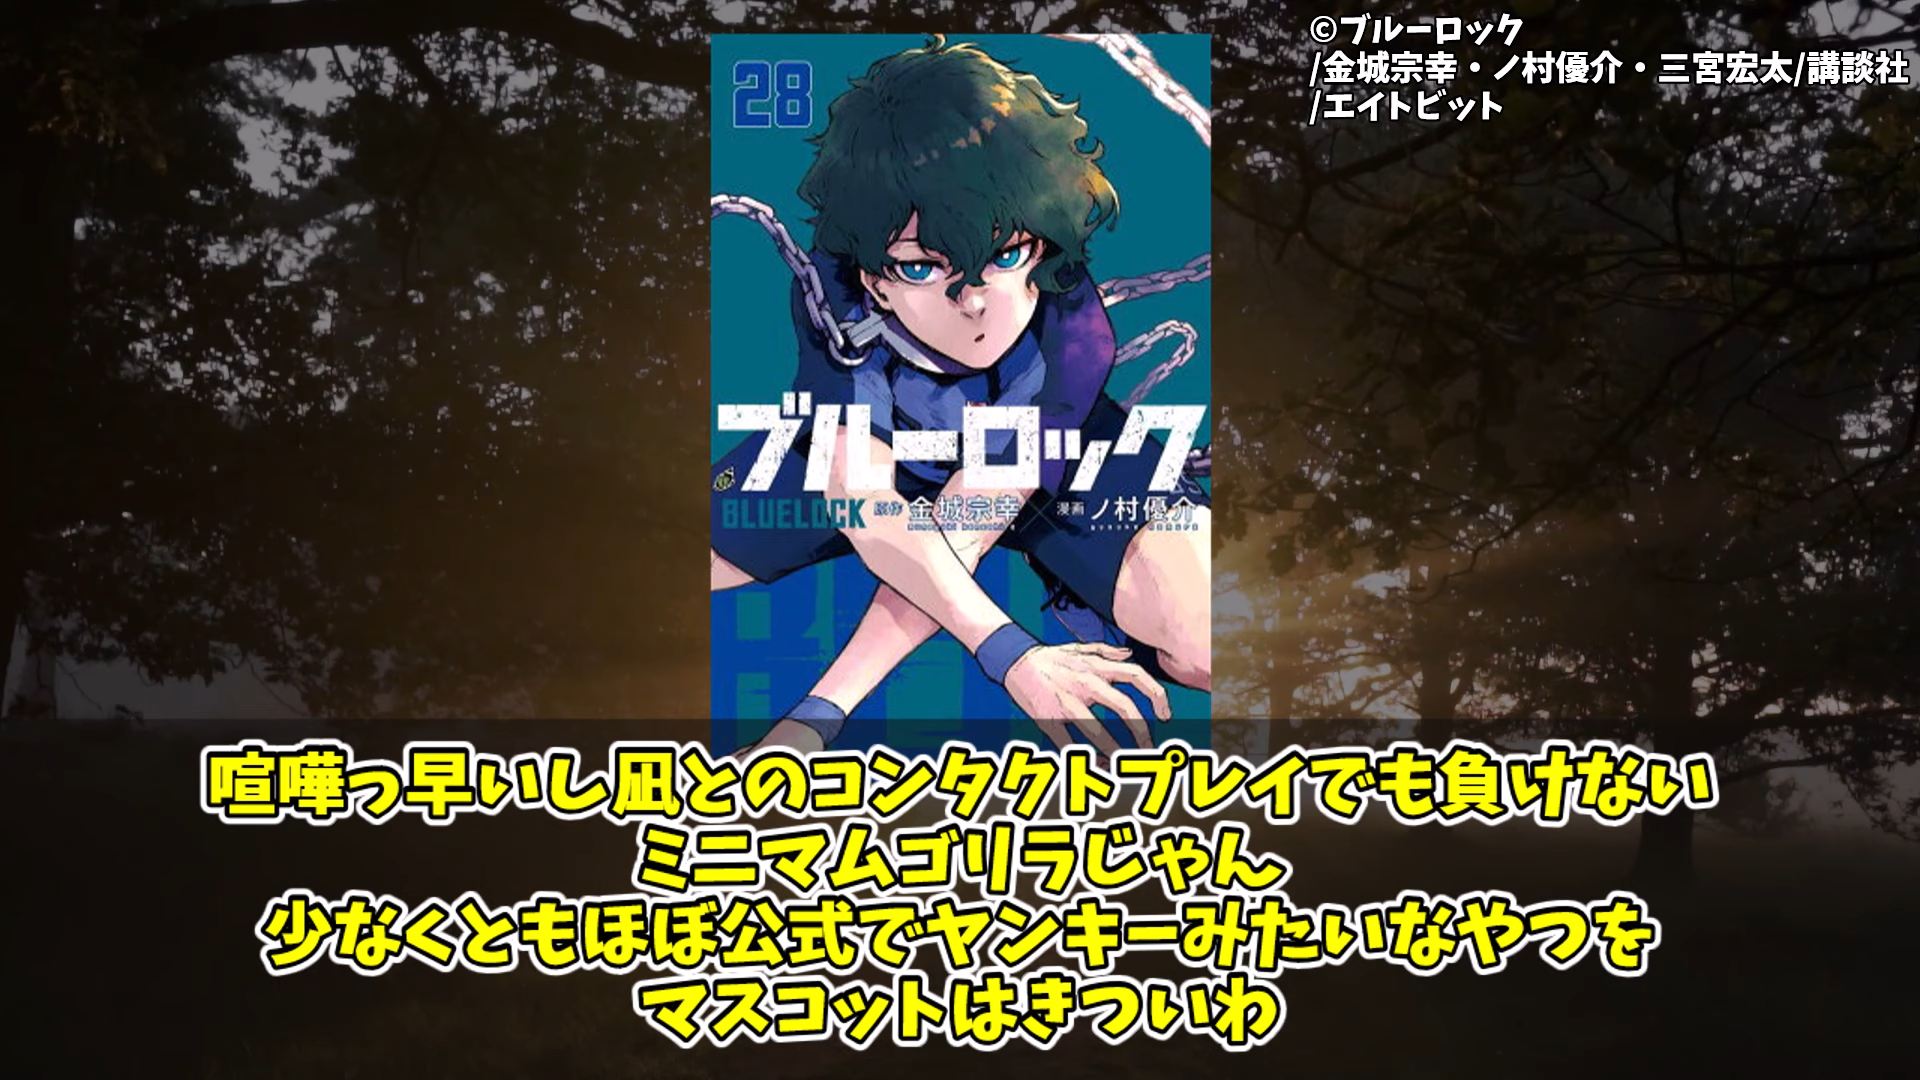 ©ブルーロック
/金城宗幸・ノ村優介・三宮宏太/講談社
/エイトビット
28
ブルーロック
BLUELOCK 原作 金城宗幸 × 漫画 ノ村優介
喧嘩っ早いし凪とのコンタクトプレイでも負けない
ミニマムゴリラじゃん
少なくともほぼ公式でヤンキーみたいなやつを
マスコットはきついわ